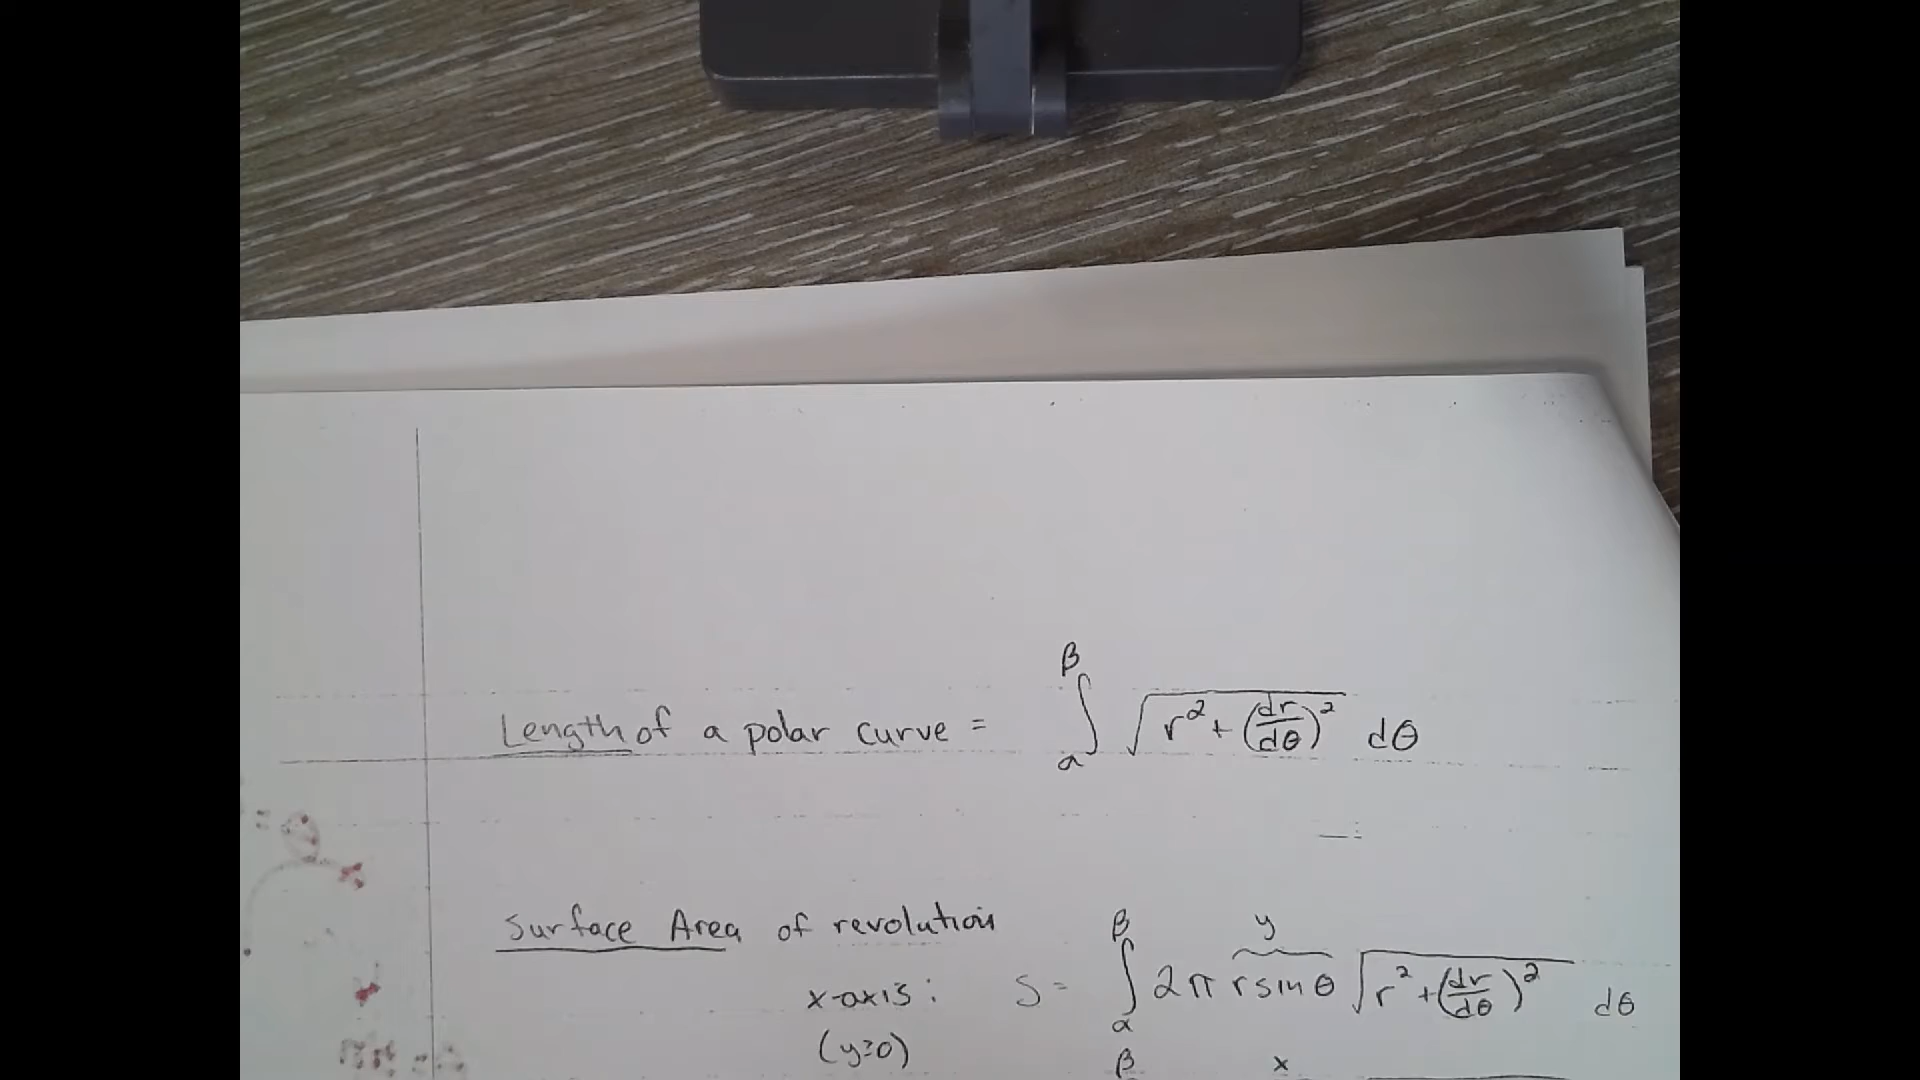 Length of a polar curve = ∫_α^β √(r² + (dr/dθ)²) dθ
Surface Area of revolution
x-axis: S = ∫_α^β 2π r sin θ √(r² + (dr/dθ)²) dθ
y
(y≥0)
β x